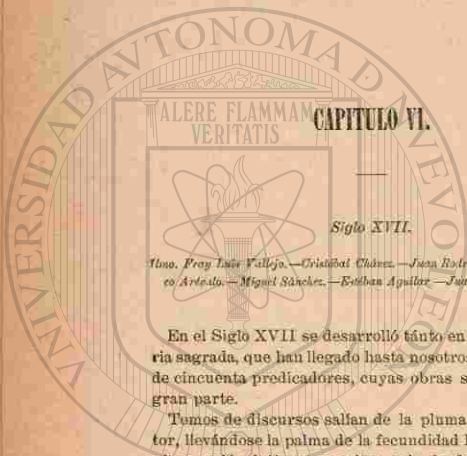 UNIVERSIDAD AUTONOMA DE NUEVO
ALERE FLAMMAM
VERITATIS
CAPITULO VI.
Siglo XVII.
Ilmo. Fray Luis Vallejo.—Cristóbal Chávez.—Juan Rodr
co Arévalo.—Miguel Sánchez.—Estéban Aguilar.—Jua
En el Siglo XVII se desarrolló tánto en
ria sagrada, que han llegado hasta nosotros
de cincuenta predicadores, cuyas obras s
gran parte.
Tomos de discursos salían de la pluma
tor, llevándose la palma de la fecundidad